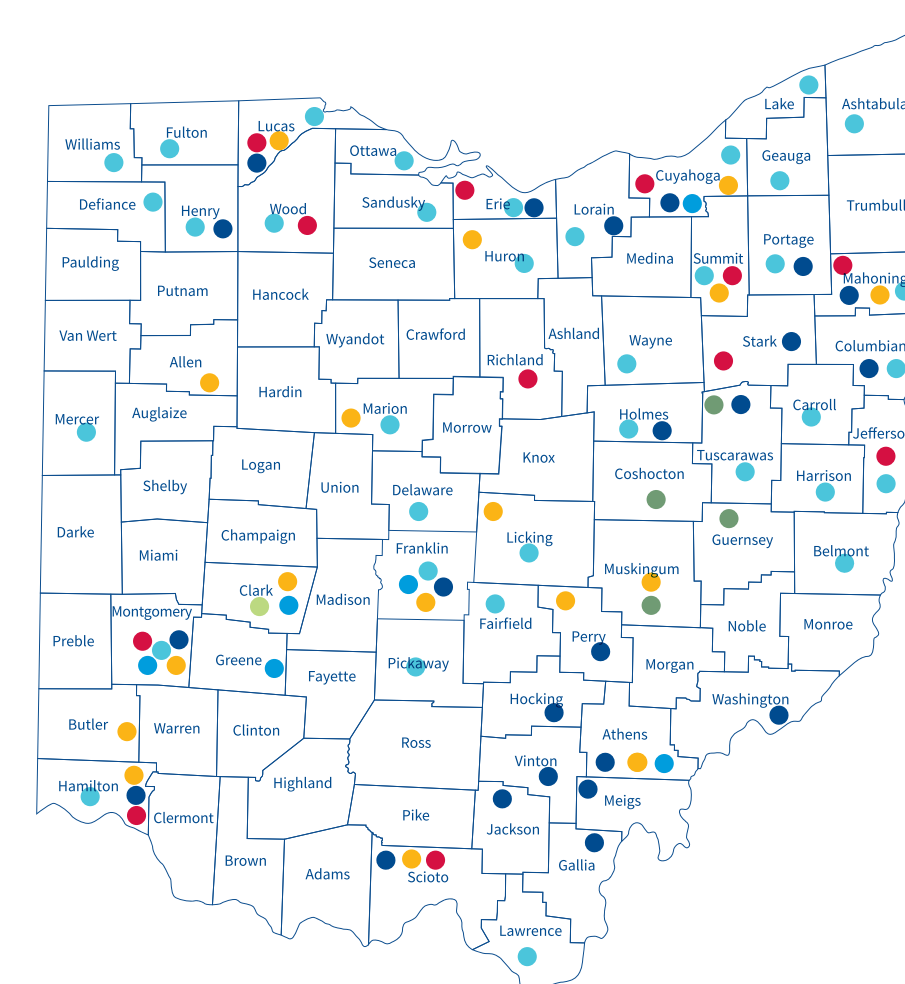 Lake
Ashtabula
Lucas
Fulton
Williams
Ottawa
Geauga
Cuyahoga
Defiance
Henry
Wood
Sandusky
Erie
Lorain
Trumbull
Portage
Paulding
Seneca
Huron
Medina
Summit
Mahoning
Putnam
Hancock
Van Wert
Wyandot
Crawford
Ashland
Wayne
Stark
Columbian
Allen
Richland
Hardin
Mercer
Auglaize
Marion
Morrow
Holmes
Carroll
Jefferso
Knox
Tuscarawas
Logan
Coshocton
Harrison
Shelby
Union
Delaware
Darke
Champaign
Licking
Guernsey
Miami
Franklin
Belmont
Muskingum
Clark
Madison
Montgomery
Fairfield
Noble
Monroe
Preble
Perry
Greene
Pickaway
Morgan
Fayette
Hocking
Washington
Butler
Warren
Clinton
Athens
Ross
Vinton
Hamilton
Highland
Meigs
Clermont
Pike
Jackson
Brown
Gallia
Adams
Scioto
Lawrence